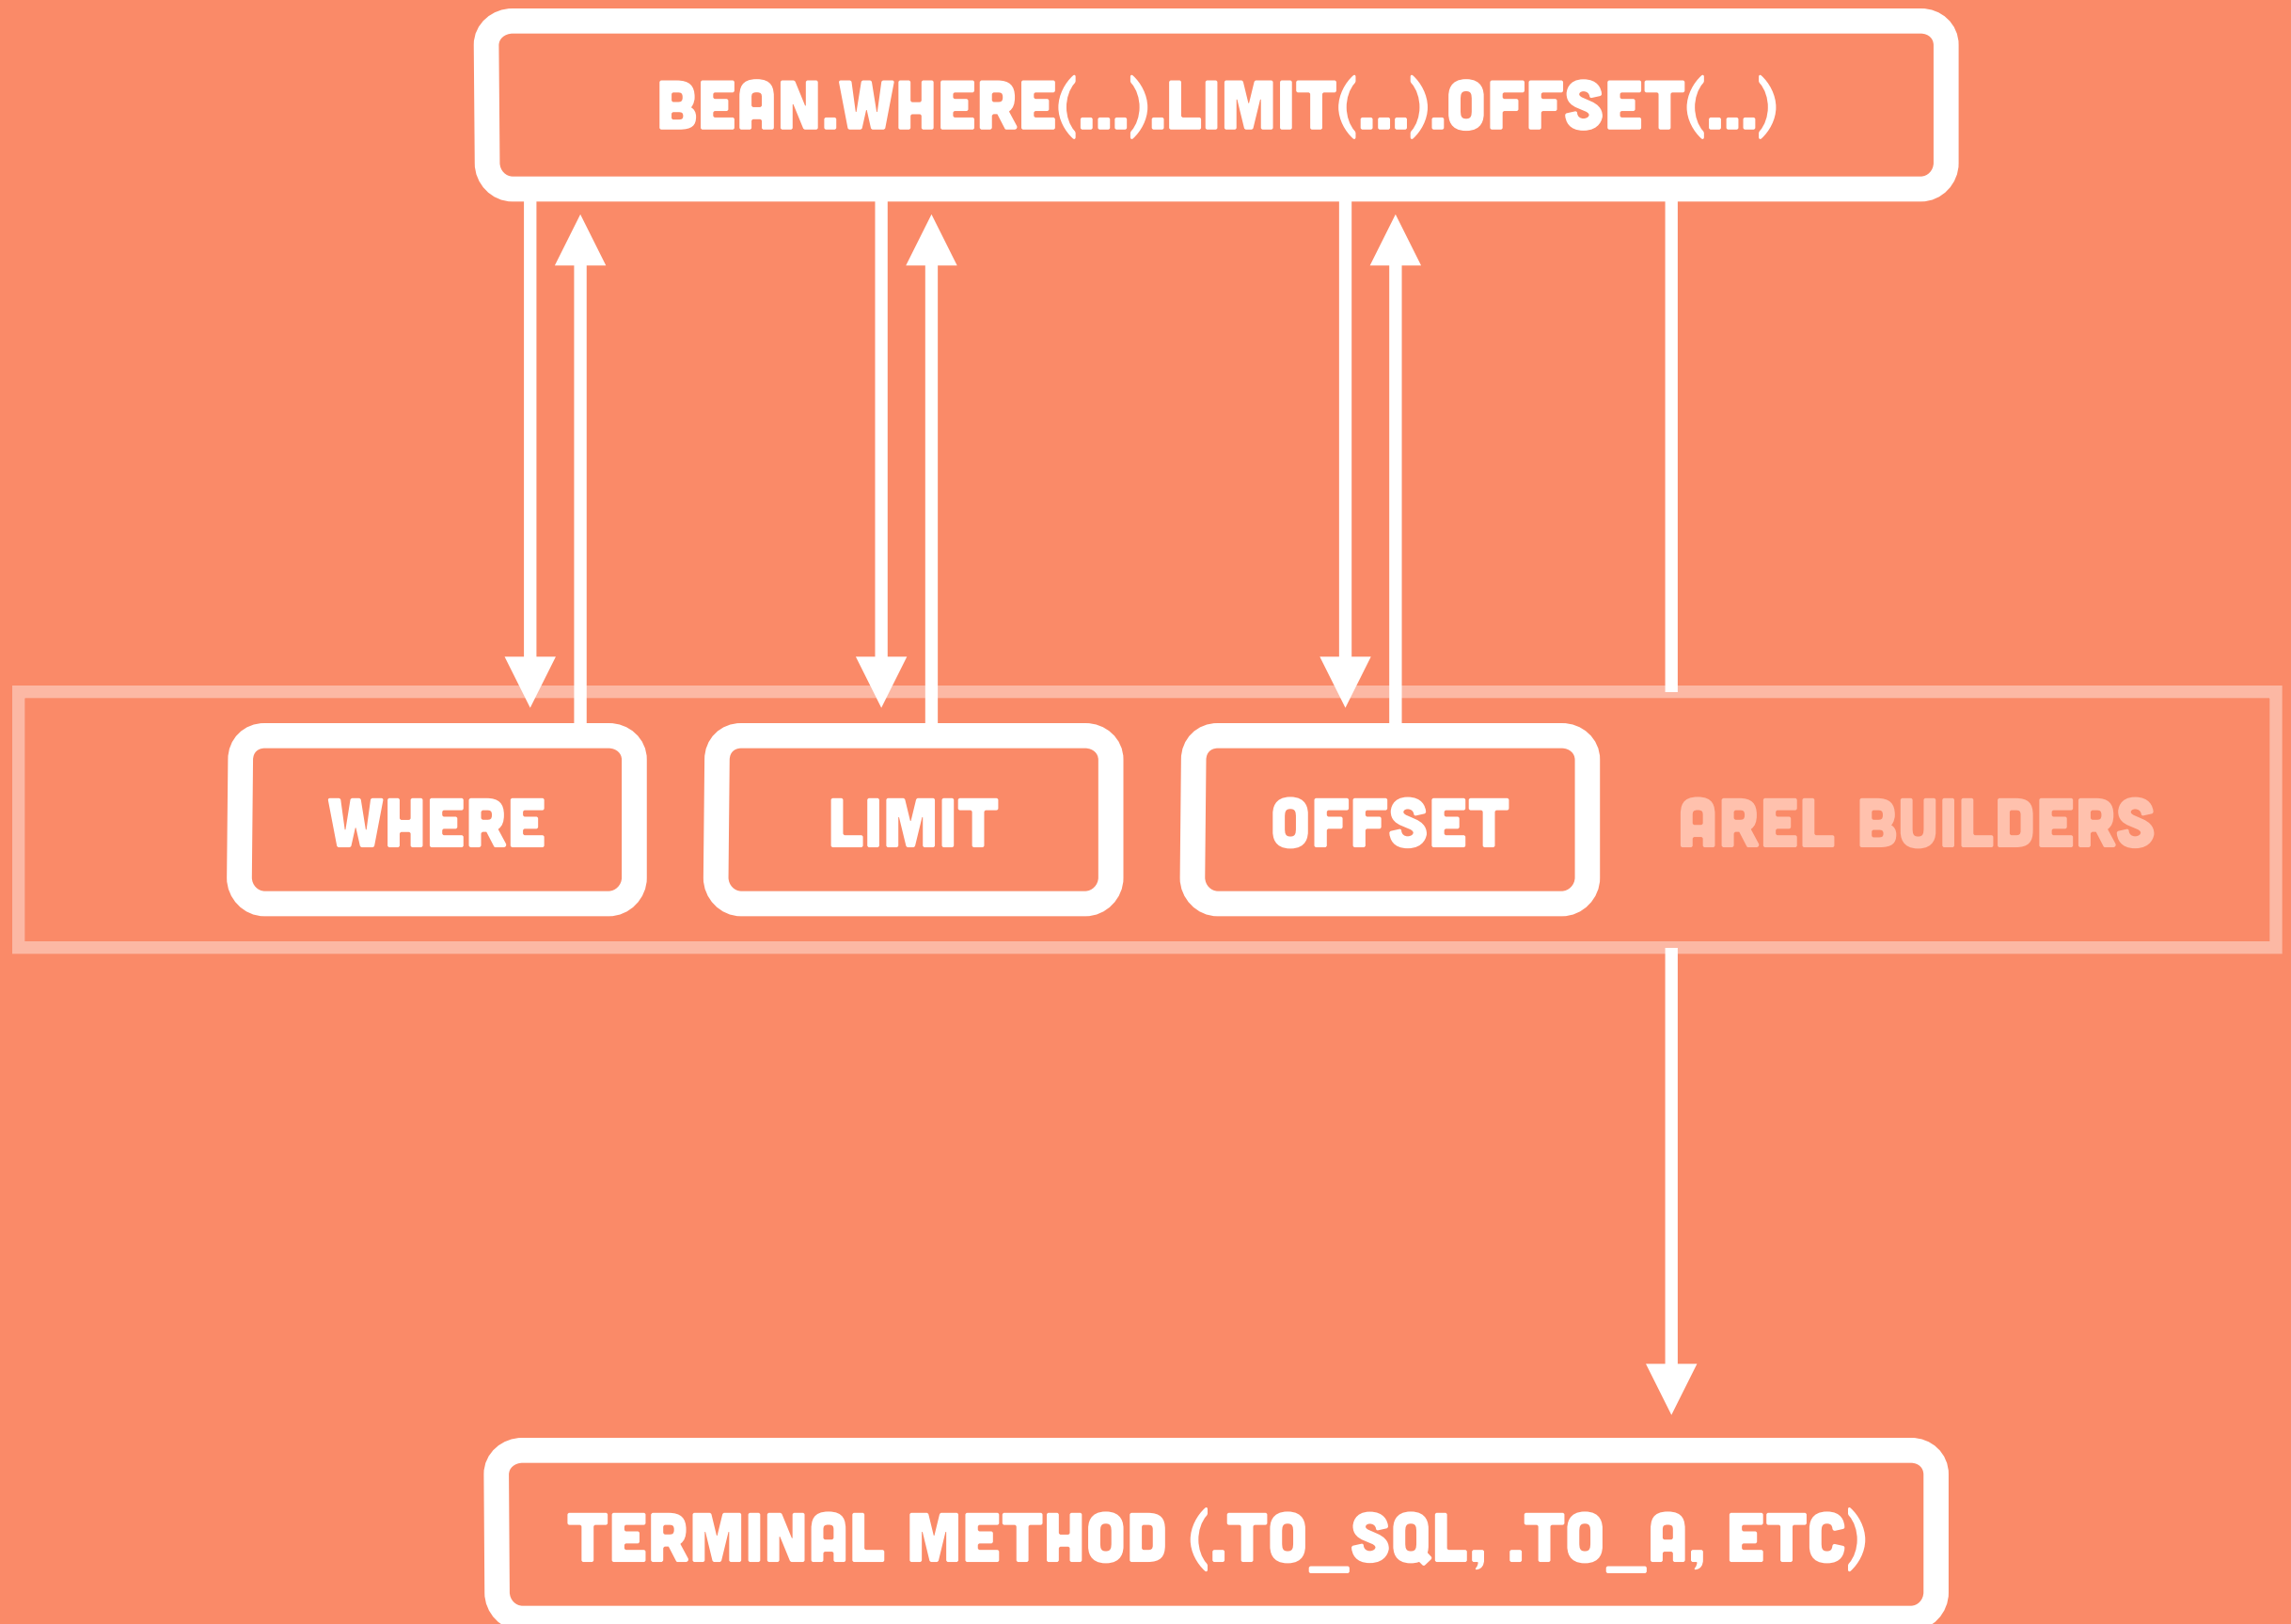 BEAN.WHERE(...).LIMIT(...).OFFSET(...)
WHERE
LIMIT
OFFSET
AREL BUILDERS
TERMINAL METHOD (.TO_SQL, .TO_A, ETC)